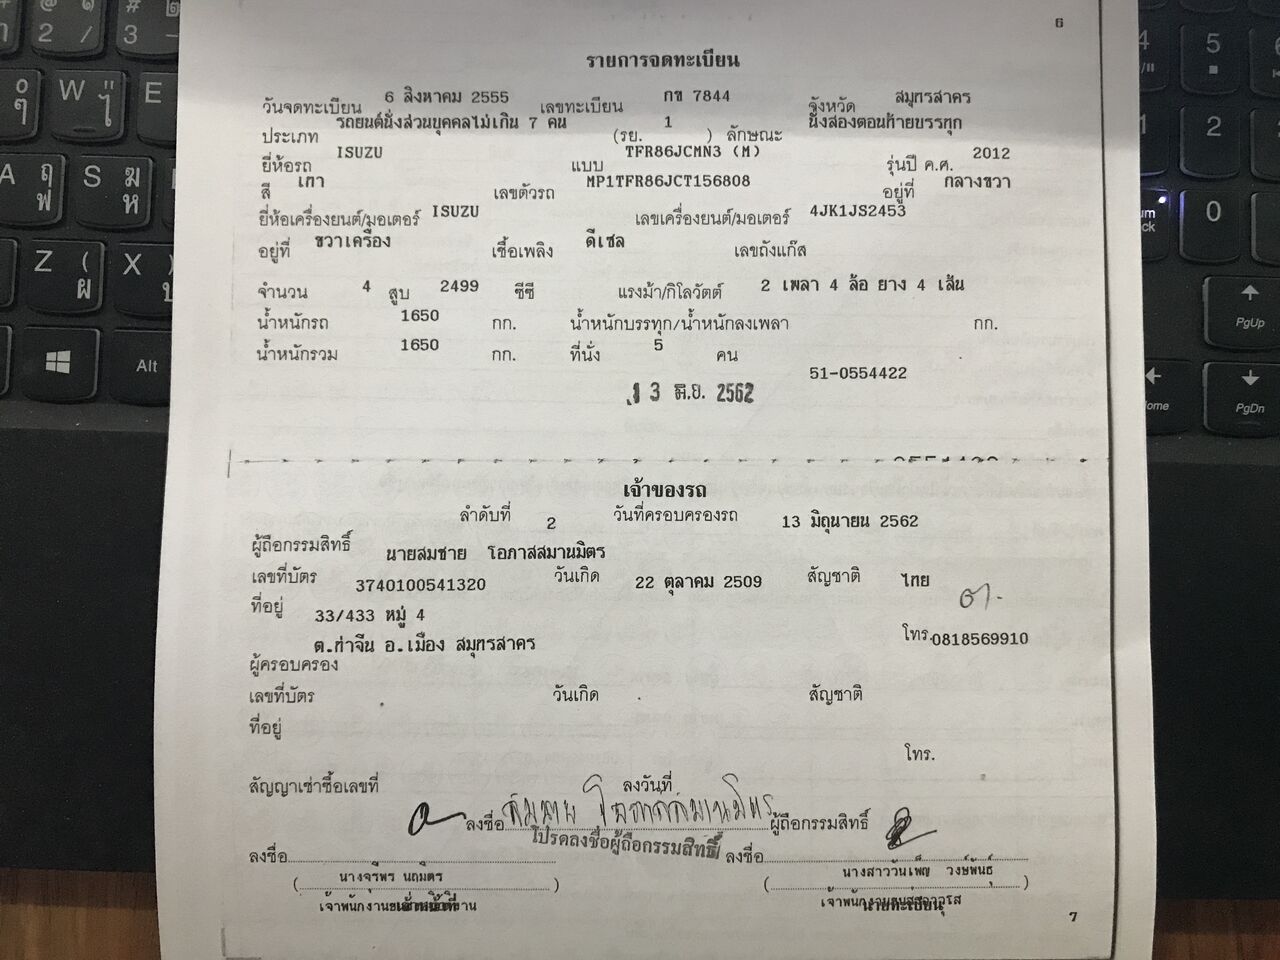 6
รายการจดทะเบียน
วันจดทะเบียน 6 สิงหาคม 2555 เลขทะเบียน กข 7844 จังหวัด สมุทรสาคร
ประเภท รถยนต์นั่งส่วนบุคคลไม่เกิน 7 คน (รย. 1 ) ลักษณะ นั่งสองตอนท้ายบรรทุก
ยี่ห้อรถ ISUZU แบบ TFR86JCMN3 (M) รุ่นปี ค.ศ. 2012
สี เทา เลขตัวรถ MP1TFR86JCT156808 อยู่ที่ กลางขวา
ยี่ห้อเครื่องยนต์/มอเตอร์ ISUZU เลขเครื่องยนต์/มอเตอร์ 4JK1JS2453
อยู่ที่ ขวาเครื่อง เชื้อเพลิง ดีเซล เลขถังแก๊ส
จำนวน 4 สูบ 2499 ซีซี แรงม้า/กิโลวัตต์ 2 เพลา 4 ล้อ ยาง 4 เส้น
น้ำหนักรถ 1650 กก. น้ำหนักบรรทุก/น้ำหนักลงเพลา กก.
น้ำหนักรวม 1650 กก. ที่นั่ง 5 คน
51-0554422
13 มิ.ย. 2562
เจ้าของรถ
ลำดับที่ 2 วันที่ครอบครองรถ 13 มิถุนายน 2562
ผู้ถือกรรมสิทธิ์ นายสมชาย โอภาสสมานมิตร
เลขที่บัตร 3740100541320 วันเกิด 22 ตุลาคม 2509 สัญชาติ ไทย
ที่อยู่ 33/433 หมู่ 4
ต.ท่าจีน อ.เมือง สมุทรสาคร โทร.0818569910
ผู้ครอบครอง
เลขที่บัตร วันเกิด สัญชาติ
ที่อยู่
โทร.
สัญญาเช่าซื้อเลขที่ ลงวันที่
ลงชื่อ สมชาย โอภาสสมานมิตร ผู้ถือกรรมสิทธิ์
โปรดลงชื่อผู้ถือกรรมสิทธิ์
ลงชื่อ ลงชื่อ
(นางจุรีพร นฤมิตร) (นางสาววันเพ็ญ วงษ์พันธุ์)
เจ้าหน้าที่ นายทะเบียน
7